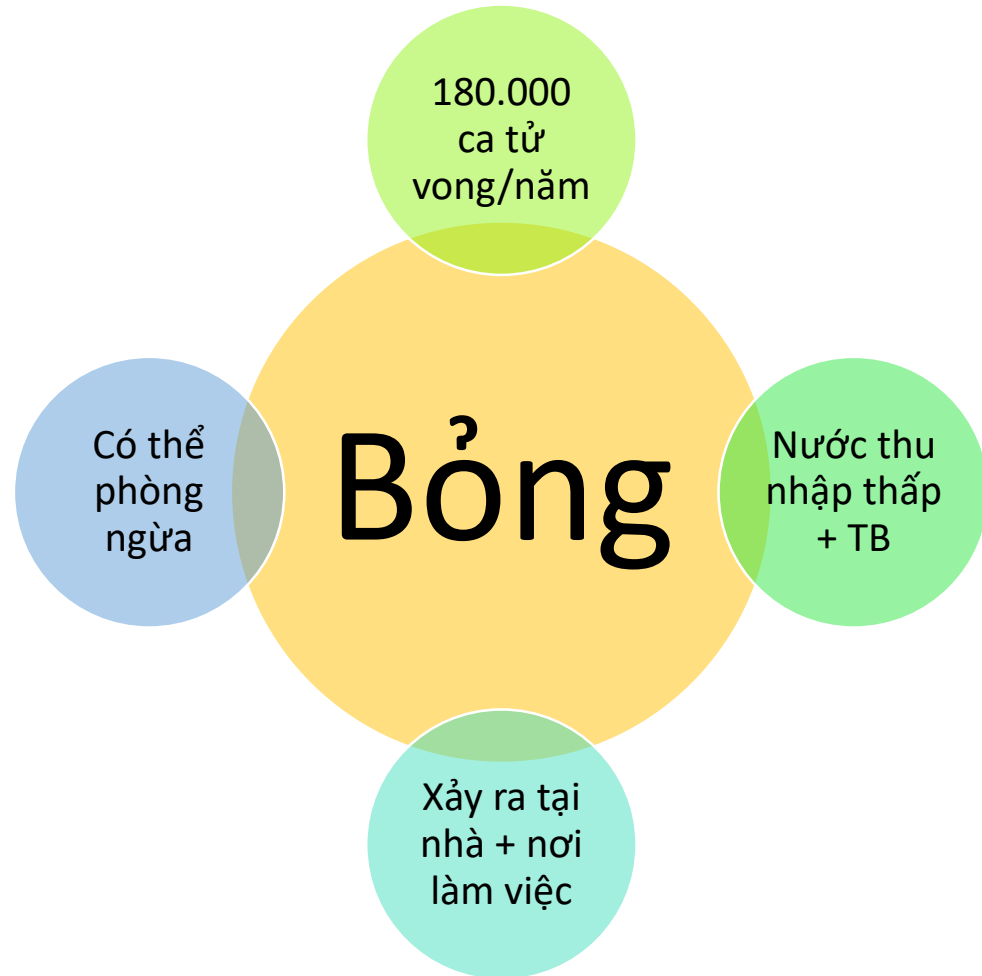 180.000
ca tử
vong/năm
Có thể
phòng
ngừa
Bỏng
Nước thu
nhập thấp
+ TB
Xảy ra tại
nhà + nơi
làm việc